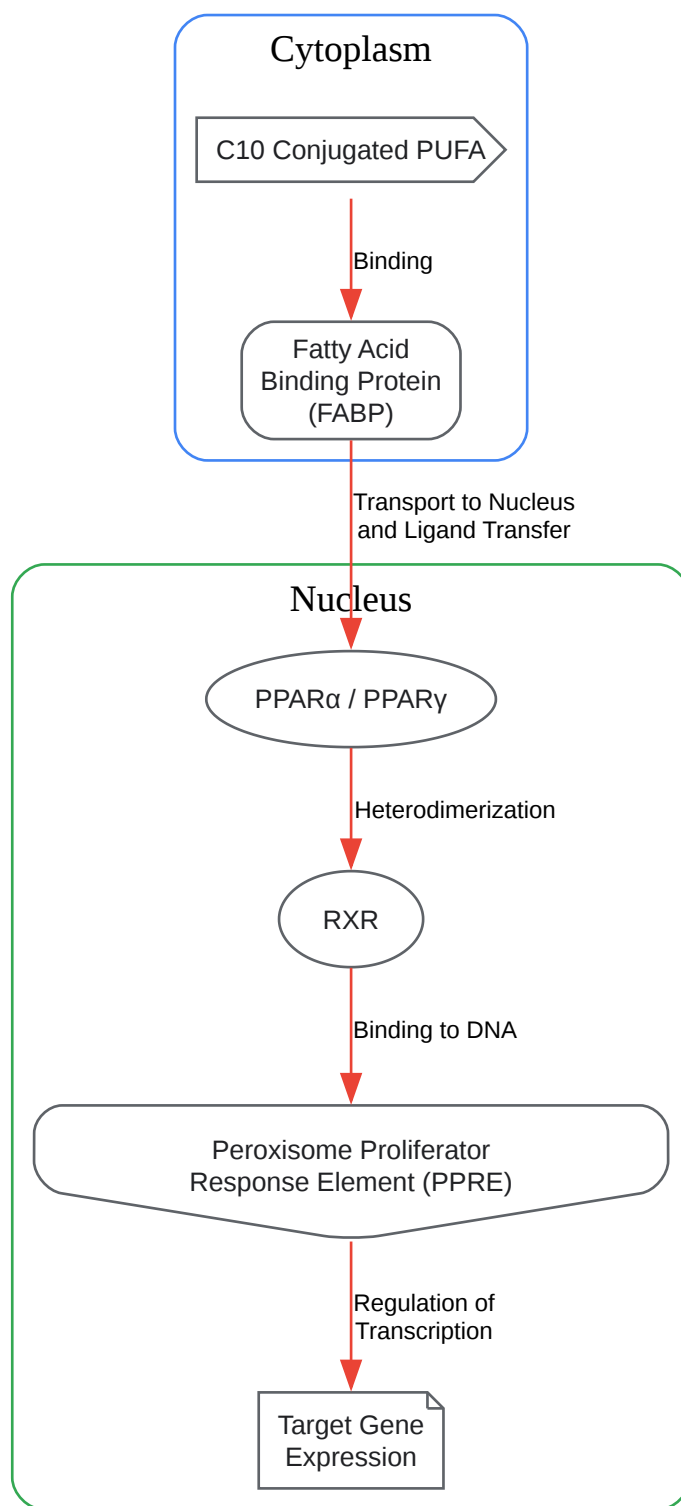 Cytoplasm
C10 Conjugated PUFA
Binding
Fatty Acid
Binding Protein
(FABP)
Transport to Nucleus
and Ligand Transfer
Nucleus
PPARα / PPARγ
Heterodimerization
RXR
Binding to DNA
Peroxisome Proliferator
Response Element (PPRE)
Regulation of
Transcription
Target Gene
Expression